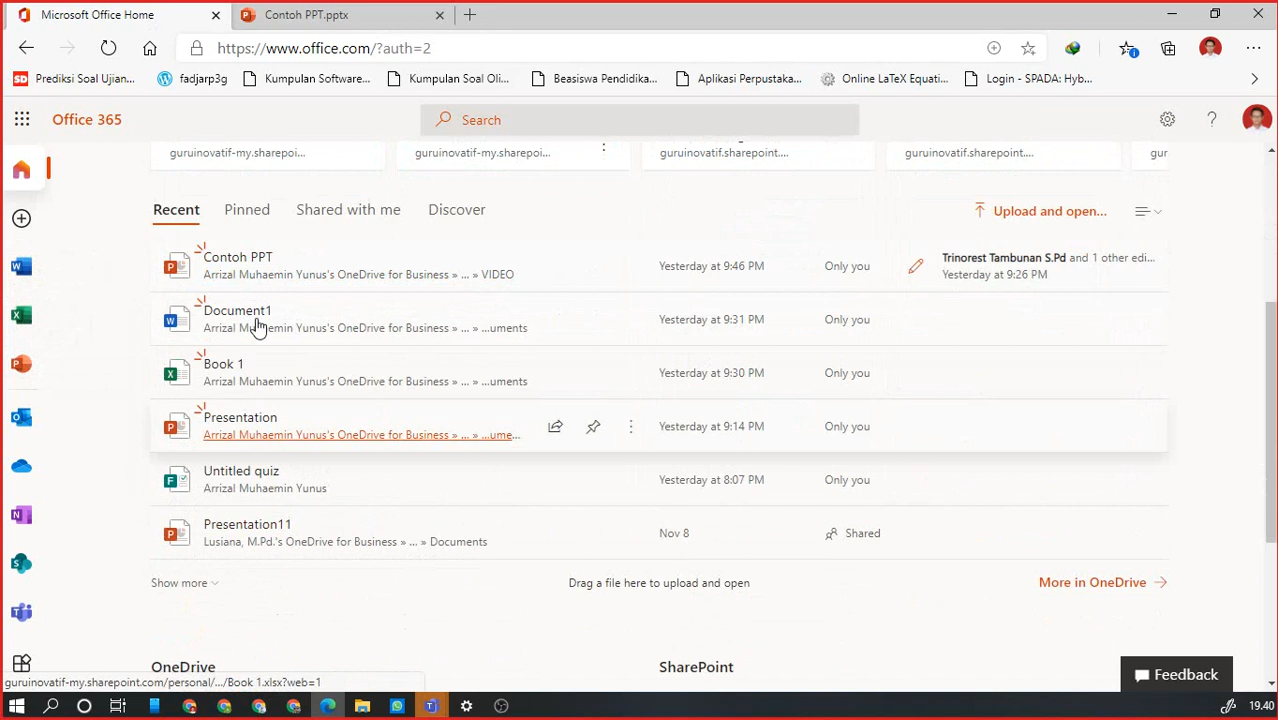 Microsoft Office Home
Contoh PPT.pptx
https://www.office.com/?auth=2
Prediksi Soal Ujian...
fadjarp3g
Kumpulan Software...
Kumpulan Soal Oli...
Beasiswa Pendidika...
Aplikasi Perpustaka...
Online LaTeX Equati...
Login - SPADA: Hyb...
Office 365
Search
guruinovatif-my.sharepoi...
guruinovatif-my.sharepoi...
guruinovatif.sharepoint....
guruinovatif.sharepoint....
gur
Recent
Pinned
Shared with me
Discover
Upload and open...
Contoh PPT
Arrizal Muhaemin Yunus's OneDrive for Business » ... » VIDEO
Yesterday at 9:46 PM
Only you
Trinorest Tambunan S.Pd and 1 other edi...
Yesterday at 9:26 PM
Document1
Arrizal Muhaemin Yunus's OneDrive for Business » ... » ...uments
Yesterday at 9:31 PM
Only you
Book 1
Arrizal Muhaemin Yunus's OneDrive for Business » ... » ...uments
Yesterday at 9:30 PM
Only you
Presentation
Arrizal Muhaemin Yunus's OneDrive for Business » ... » ...ume...
Yesterday at 9:14 PM
Only you
Untitled quiz
Arrizal Muhaemin Yunus
Yesterday at 8:07 PM
Only you
Presentation11
Lusiana, M.Pd.'s OneDrive for Business » ... » Documents
Nov 8
Shared
Show more
Drag a file here to upload and open
More in OneDrive
OneDrive
SharePoint
Feedback
guruinovatif-my.sharepoint.com/personal/.../Book 1.xlsx?web=1
19.40